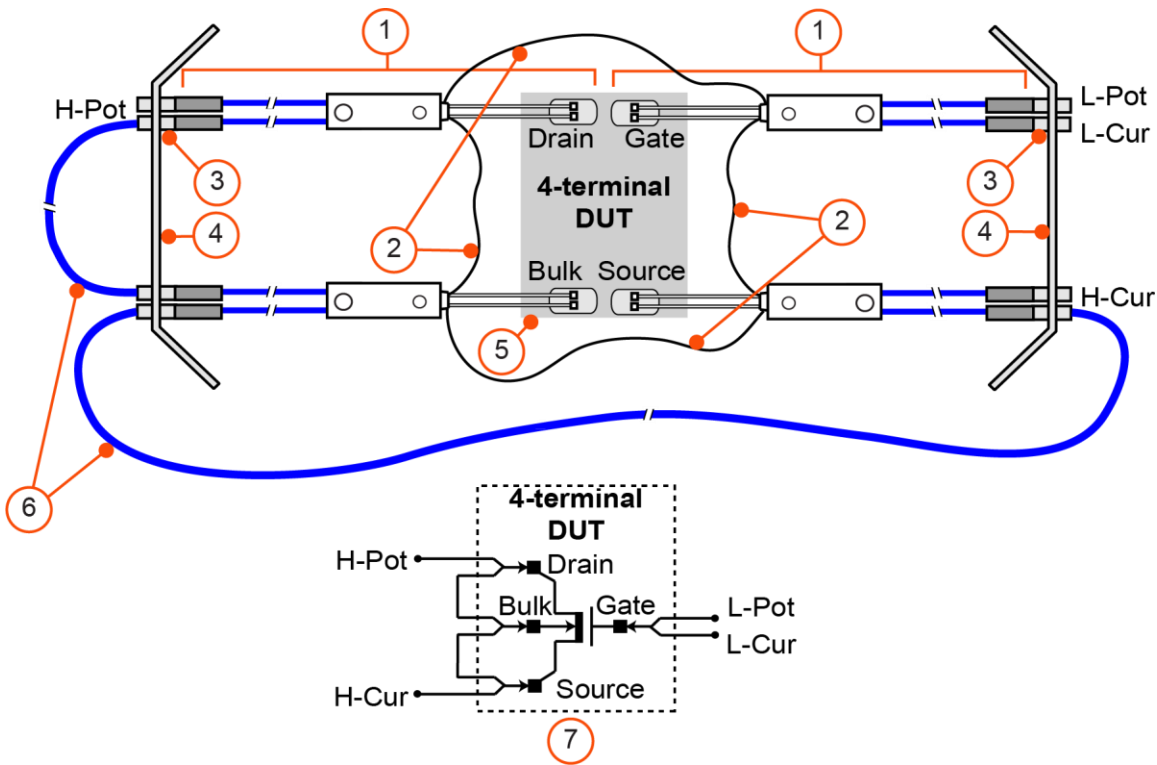 1
1
H-Pot
L-Pot
L-Cur
Drain
Gate
3
3
4-terminal
DUT
4
2
2
4
Bulk
Source
H-Cur
5
6
4-terminal
DUT
H-Pot
Drain
Bulk
Gate
L-Pot
L-Cur
H-Cur
Source
7